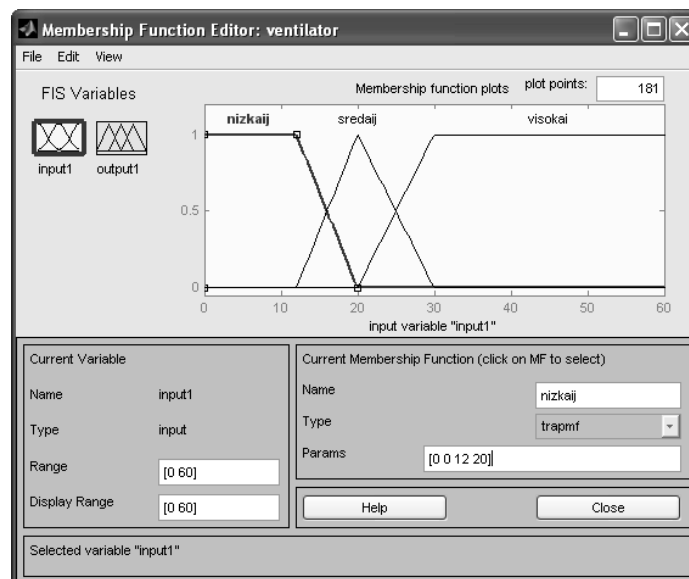 Membership Function Editor: ventilator
File Edit View
FIS Variables
input1 output1
Membership function plots plot points: 181
nizkaij sredaij visokai
1
0.5
0
0 10 20 30 40 50 60
input variable "input1"
Current Variable
Name input1
Type input
Range [0 60]
Display Range [0 60]
Current Membership Function (click on MF to select)
Name nizkaij
Type trapmf
Params [0 0 12 20]
Help Close
Selected variable "input1"